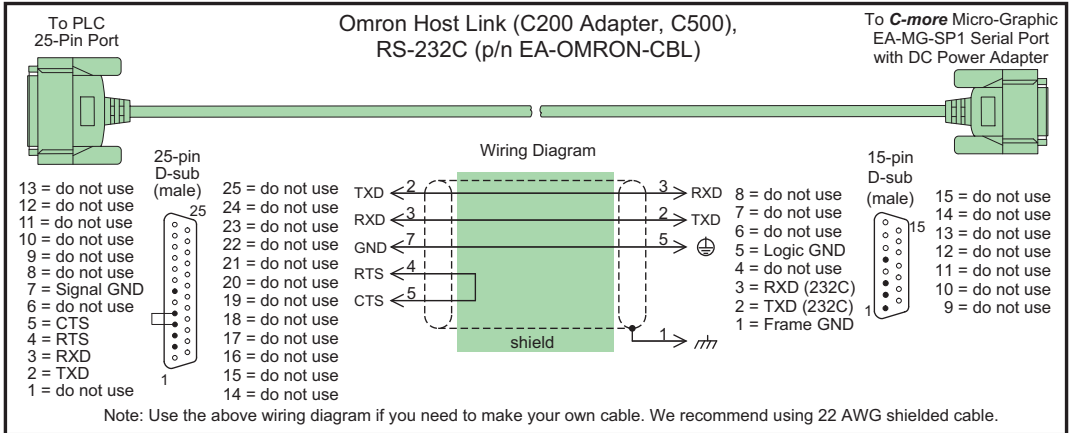 To PLC
25-Pin Port
Omron Host Link (C200 Adapter, C500),
RS-232C (p/n EA-OMRON-CBL)
To C-more Micro-Graphic
EA-MG-SP1 Serial Port
with DC Power Adapter
13 = do not use
12 = do not use
11 = do not use
10 = do not use
9 = do not use
8 = do not use
7 = Signal GND
6 = do not use
5 = CTS
4 = RTS
3 = RXD
2 = TXD
1 = do not use
25-pin
D-sub
(male)
25
1
25 = do not use
24 = do not use
23 = do not use
22 = do not use
21 = do not use
20 = do not use
19 = do not use
18 = do not use
17 = do not use
16 = do not use
15 = do not use
14 = do not use
Wiring Diagram
TXD 2 3 RXD
RXD 3 2 TXD
GND 7 5
RTS 4
CTS 5
shield
1
8 = do not use
7 = do not use
6 = do not use
5 = Logic GND
4 = do not use
3 = RXD (232C)
2 = TXD (232C)
1 = Frame GND
15-pin
D-sub
(male)
15
1
15 = do not use
14 = do not use
13 = do not use
12 = do not use
11 = do not use
10 = do not use
9 = do not use
Note: Use the above wiring diagram if you need to make your own cable. We recommend using 22 AWG shielded cable.